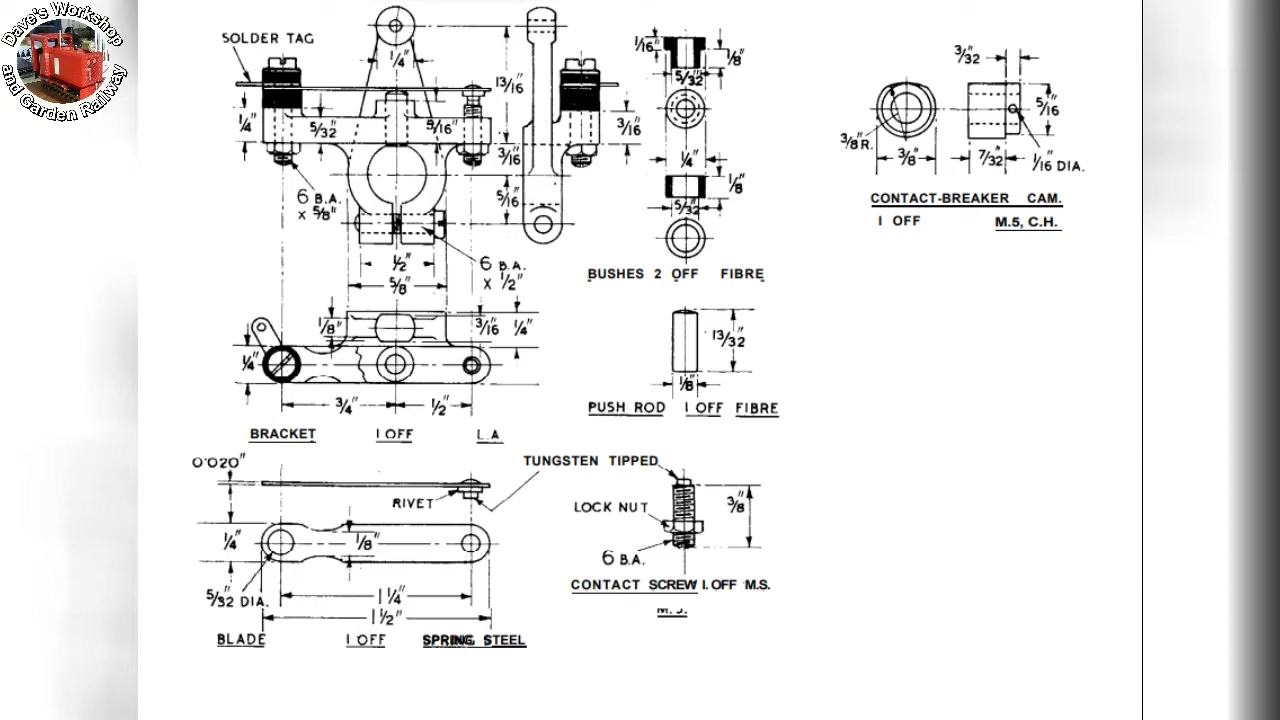 Dave's Workshop
and Garden Railway
SOLDER TAG
1/4"
13/16"
1/4"
5/32"
9/16"
3/16"
3/16"
5/16"
6 B.A.
x 5/8"
1/2"
5/8"
6 B.A.
x 1/2"
1/8"
3/16
1/4"
1/4"
3/4"
1/2"
BRACKET 1 OFF L.A
1/16"
1/8"
5/32"
1/4"
1/8"
5/32"
BUSHES 2 OFF FIBRE
13/32"
1/8"
PUSH ROD 1 OFF FIBRE
3/32"
5/16"
3/8"R.
3/8"
7/32"
1/16" DIA.
CONTACT-BREAKER CAM.
1 OFF M.5, C.H.
0·020"
RIVET
TUNGSTEN TIPPED
1/4"
1/8"
5/32" DIA.
1 1/4"
1 1/2"
BLADE 1 OFF SPRING STEEL
LOCK NUT
3/8"
6 B.A.
CONTACT SCREW 1.OFF M.S.